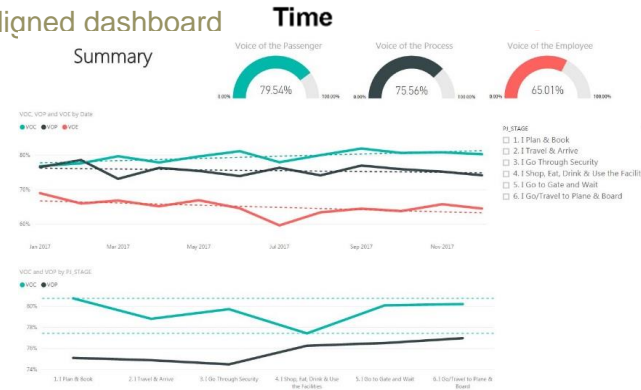 ligned dashboard
Time
Summary
Voice of the Passenger
Voice of the Process
Voice of the Employee
79.54%
75.56%
65.01%
0.00%
100.00%
0.00%
100.00%
0.00%
100.00%
VOC, VOP and VOE by Date
VOC VOP VOE
80%
70%
60%
Jan 2017
Mar 2017
May 2017
Jul 2017
Sep 2017
Nov 2017
PJ_STAGE
1. I Plan & Book
2. I Travel & Arrive
3. I Go Through Security
4. I Shop, Eat, Drink & Use the Facilit
5. I Go to Gate and Wait
6. I Go/Travel to Plane & Board
VOC and VOP by PJ_STAGE
VOC VOP
80%
78%
76%
74%
1. I Plan & Book
2. I Travel & Arrive
3. I Go Through Security
4. I Shop, Eat, Drink & Use
the Facilities
5. I Go to Gate and Wait
6. I Go/Travel to Plane &
Board